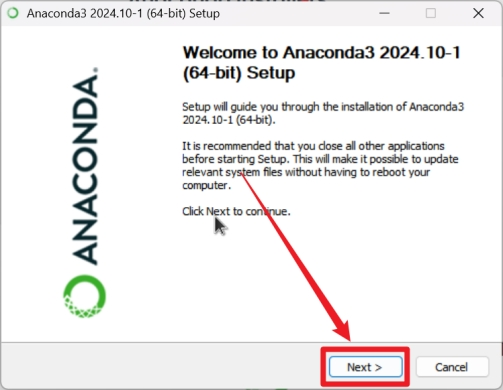 Anaconda3 2024.10-1 (64-bit) Setup
Welcome to Anaconda3 2024.10-1
(64-bit) Setup
Setup will guide you through the installation of Anaconda3
2024.10-1 (64-bit).
It is recommended that you close all other applications
before starting Setup. This will make it possible to update
relevant system files without having to reboot your
computer.
Click Next to continue.
ANACONDA.
Next >
Cancel